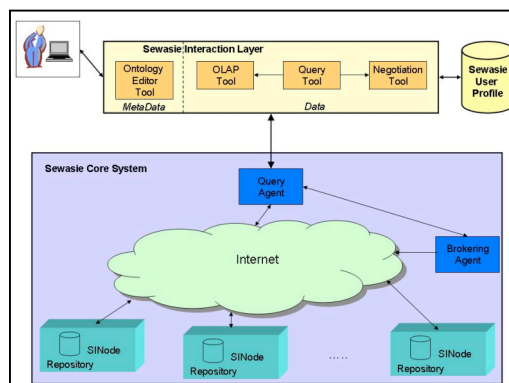 Sewasie Interaction Layer
Ontology
Editor
Tool
OLAP
Tool
Query
Tool
Negotiation
Tool
MetaData
Data
Sewasie
User
Profile
Sewasie Core System
Query
Agent
Brokering
Agent
Internet
SINode
Repository
SINode
Repository
.....
SINode
Repository